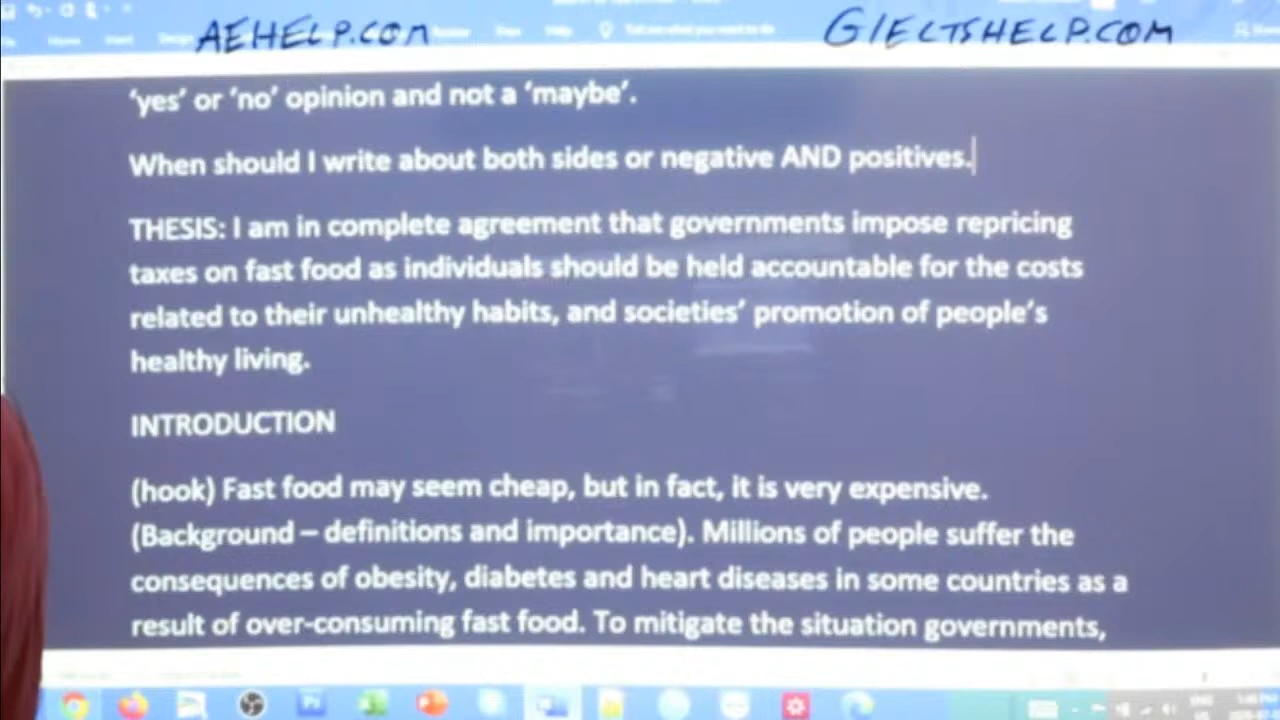 AEHELP.COM
GIELTSHELP.COM
'yes' or 'no' opinion and not a 'maybe'.
When should I write about both sides or negative AND positives.
THESIS: I am in complete agreement that governments impose repricing
taxes on fast food as individuals should be held accountable for the costs
related to their unhealthy habits, and societies' promotion of people's
healthy living.
INTRODUCTION
(hook) Fast food may seem cheap, but in fact, it is very expensive.
(Background – definitions and importance). Millions of people suffer the
consequences of obesity, diabetes and heart diseases in some countries as a
result of over-consuming fast food. To mitigate the situation governments,